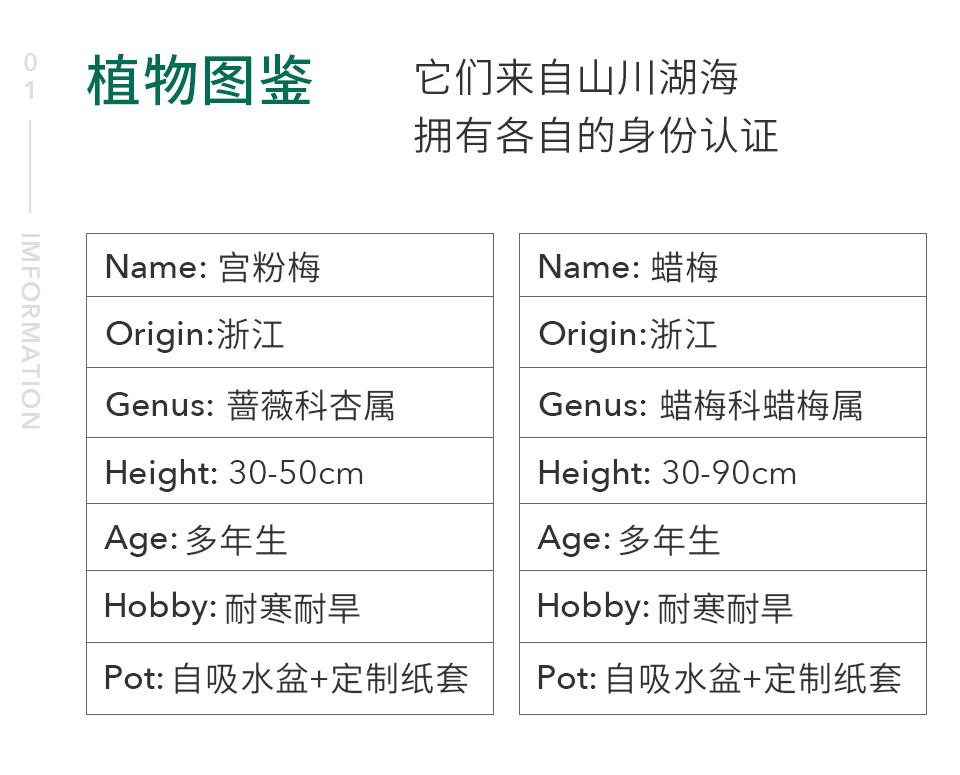 01
IMFORMATION
植物图鉴
它们来自山川湖海
拥有各自的身份认证
Name: 宫粉梅
Origin:浙江
Genus: 蔷薇科杏属
Height: 30-50cm
Age: 多年生
Hobby: 耐寒耐旱
Pot: 自吸水盆+定制纸套
Name: 蜡梅
Origin:浙江
Genus: 蜡梅科蜡梅属
Height: 30-90cm
Age: 多年生
Hobby: 耐寒耐旱
Pot: 自吸水盆+定制纸套